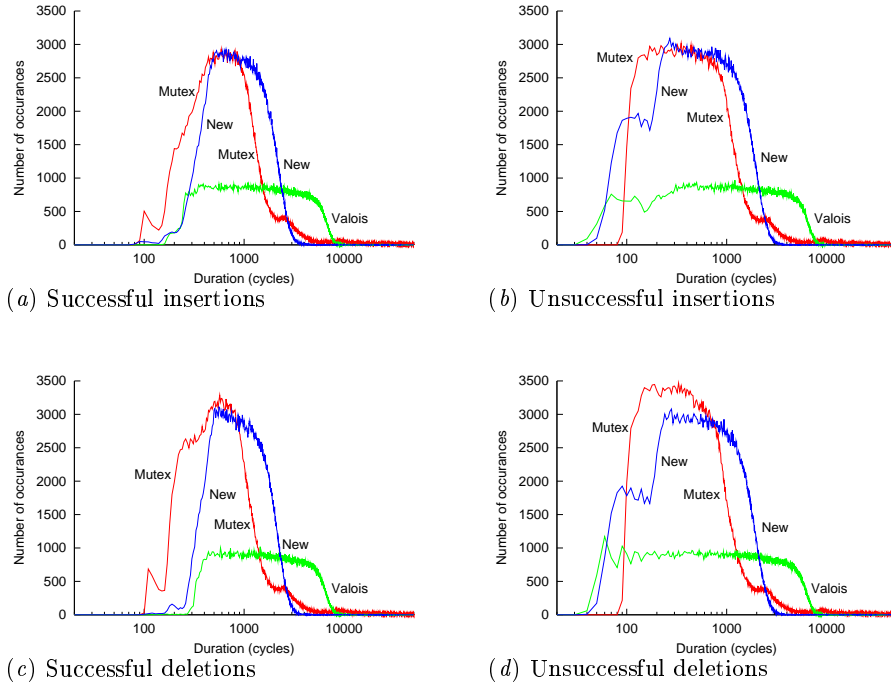 3500
3000
2500
2000
1500
1000
500
0
Number of occurances
Mutex
New
Mutex
New
Valois
100
1000
10000
Duration (cycles)
(a) Successful insertions
3500
3000
2500
2000
1500
1000
500
0
Number of occurances
Mutex
New
Mutex
New
Valois
100
1000
10000
Duration (cycles)
(b) Unsuccessful insertions
3500
3000
2500
2000
1500
1000
500
0
Number of occurances
Mutex
New
Mutex
New
Valois
100
1000
10000
Duration (cycles)
(c) Successful deletions
3500
3000
2500
2000
1500
1000
500
0
Number of occurances
Mutex
New
Mutex
New
Valois
100
1000
10000
Duration (cycles)
(d) Unsuccessful deletions